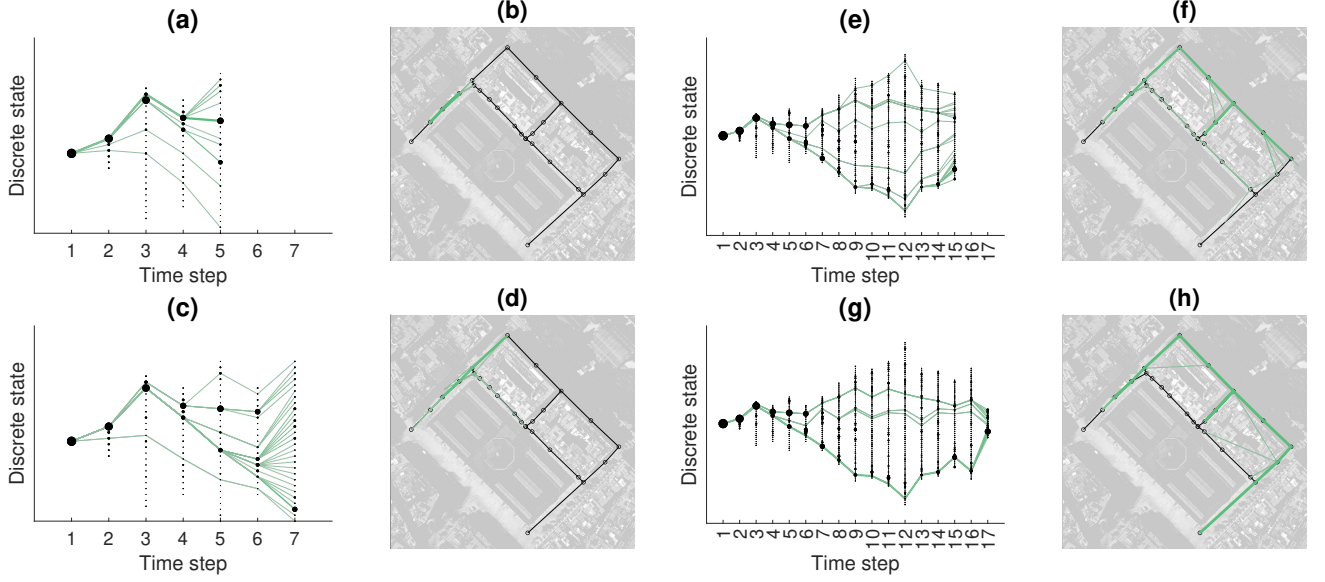 (a)
Discrete state
1 2 3 4 5 6 7
Time step
(b)
(e)
Discrete state
1 2 3 4 5 6 7 8 9 10 11 12 13 14 15 16 17
Time step
(f)
(c)
Discrete state
1 2 3 4 5 6 7
Time step
(d)
(g)
Discrete state
1 2 3 4 5 6 7 8 9 10 11 12 13 14 15 16 17
Time step
(h)